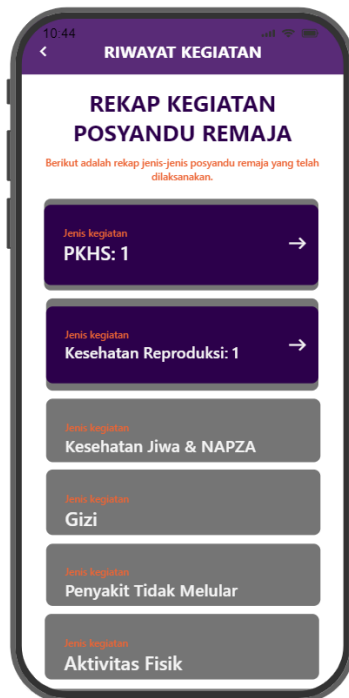 10:44
RIWAYAT KEGIATAN
REKAP KEGIATAN
POSYANDU REMAJA
Berikut adalah rekap jenis-jenis posyandu remaja yang telah
dilaksanakan.
Jenis kegiatan
PKHS: 1
Jenis kegiatan
Kesehatan Reproduksi: 1
Jenis kegiatan
Kesehatan Jiwa & NAPZA
Jenis kegiatan
Gizi
Jenis kegiatan
Penyakit Tidak Melular
Jenis kegiatan
Aktivitas Fisik